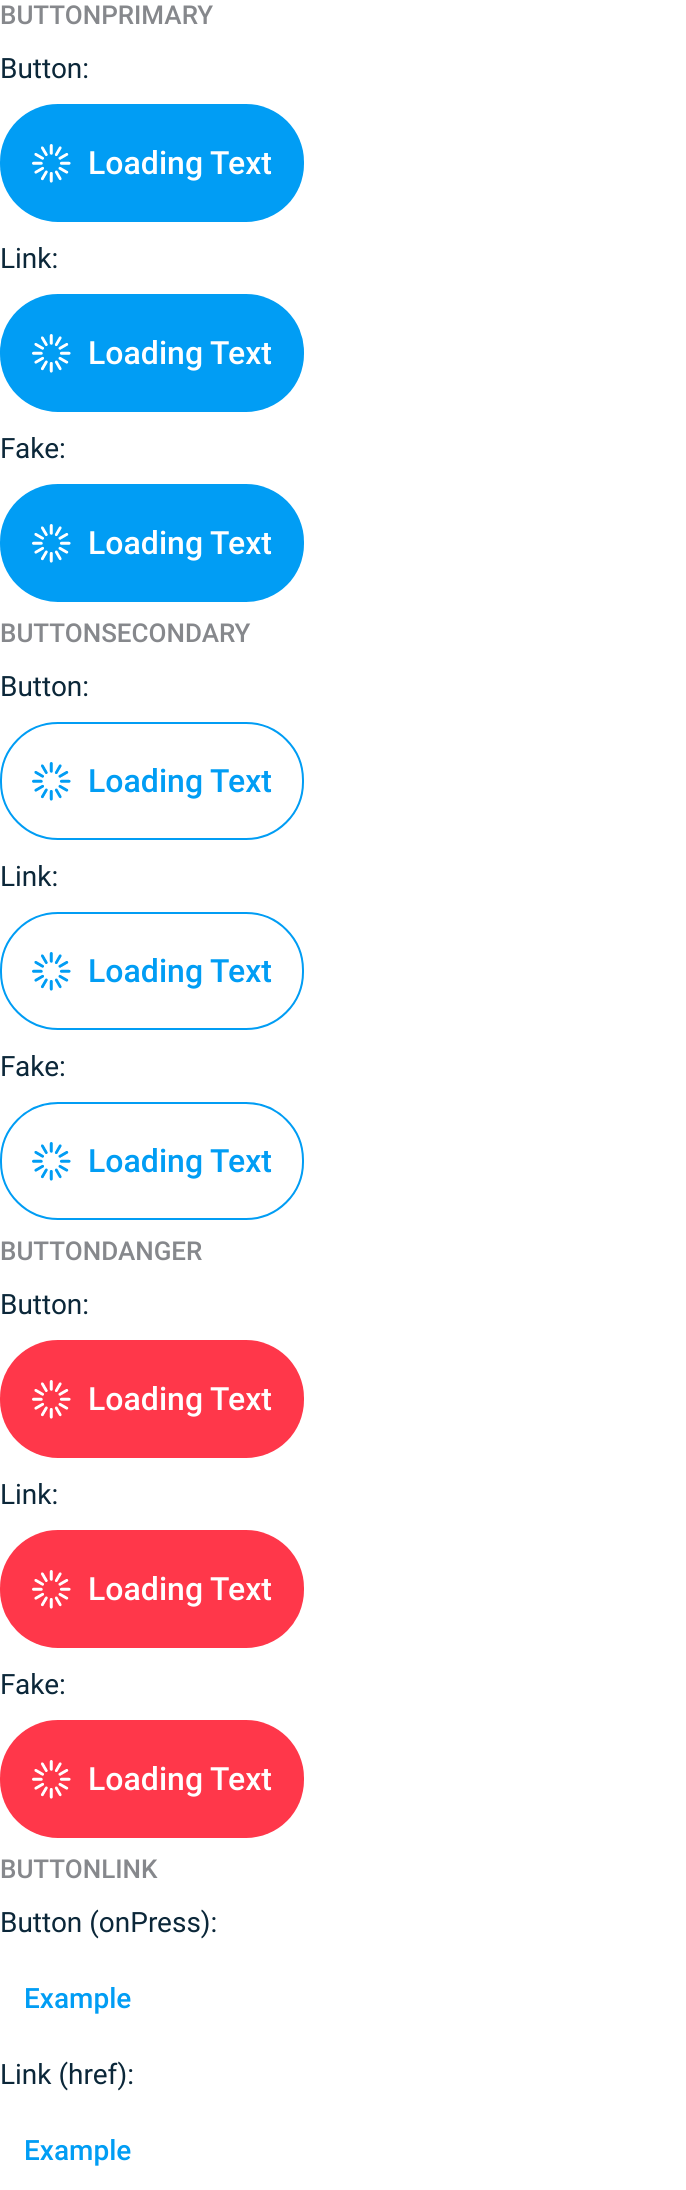 BUTTONPRIMARY
Button:
Loading Text
Link:
Loading Text
Fake:
Loading Text
BUTTONSECONDARY
Button:
Loading Text
Link:
Loading Text
Fake:
Loading Text
BUTTONDANGER
Button:
Loading Text
Link:
Loading Text
Fake:
Loading Text
BUTTONLINK
Button (onPress):
Example
Link (href):
Example